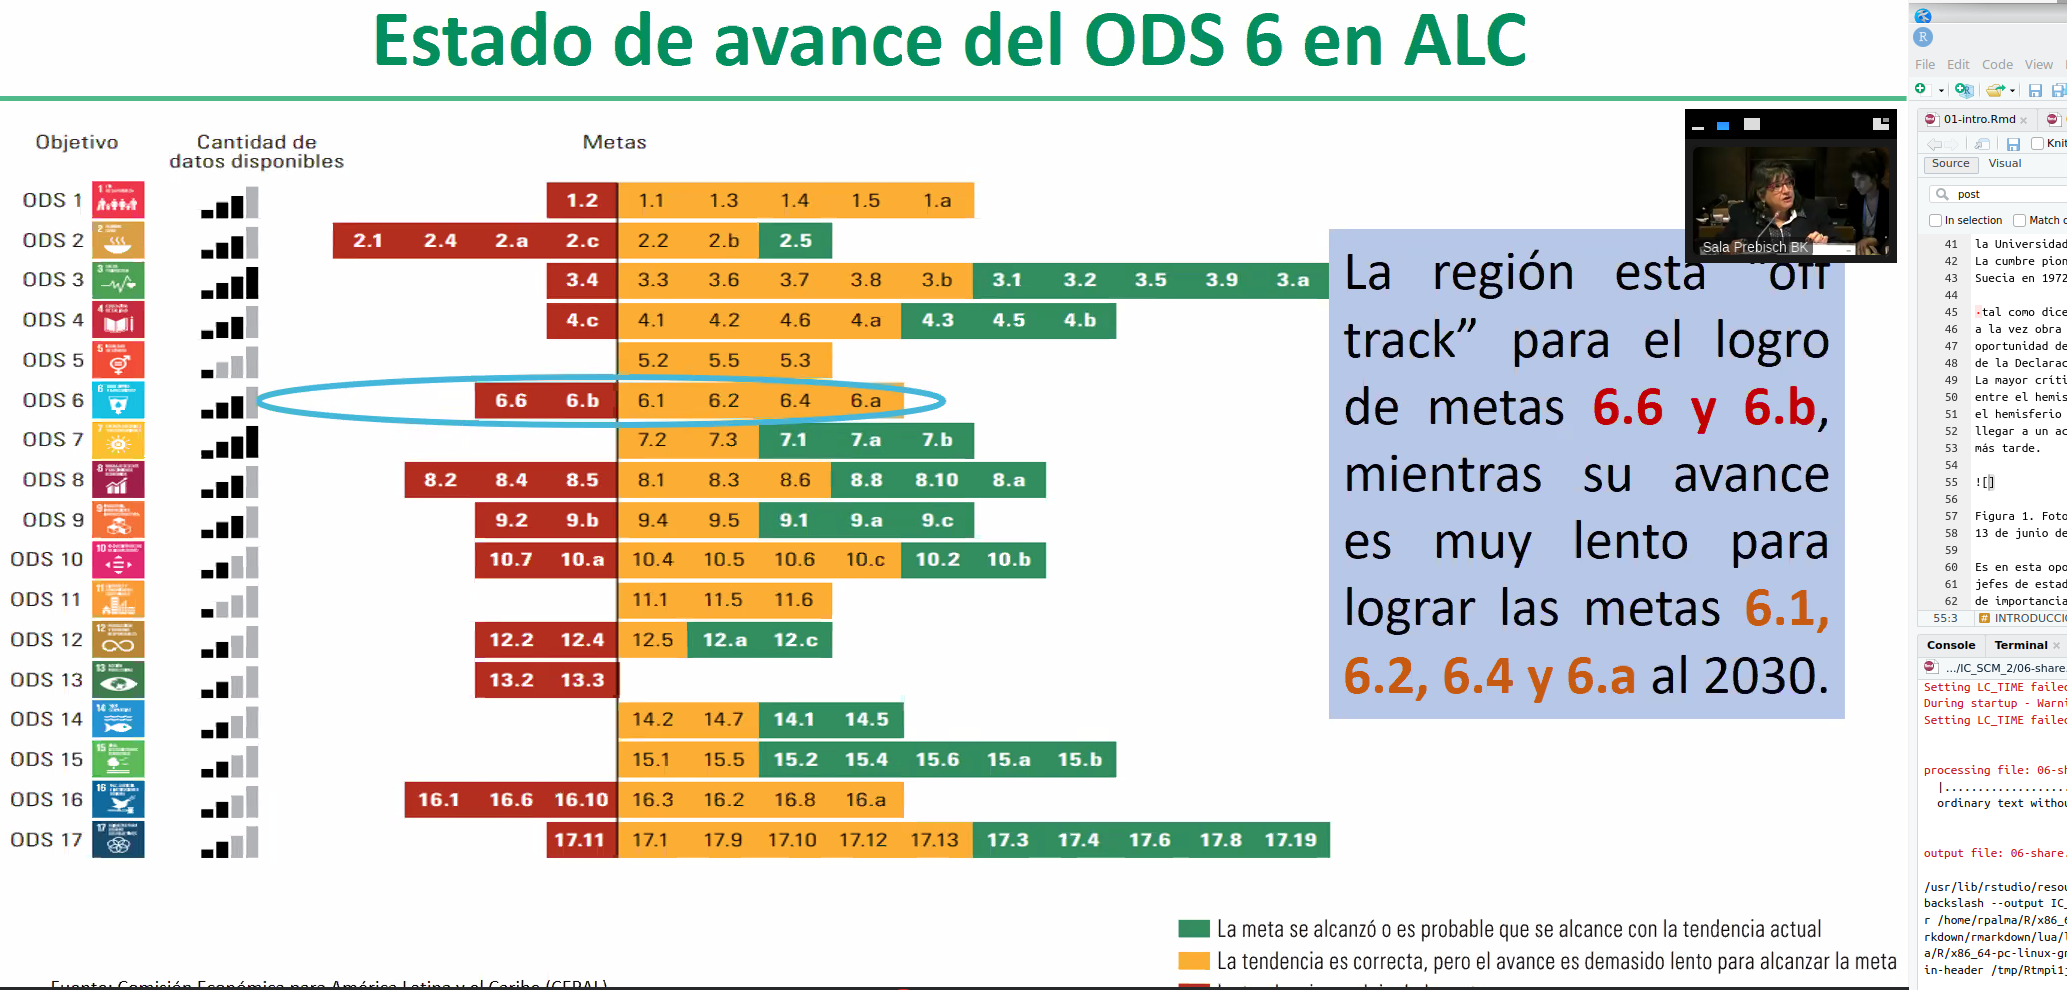 Estado de avance del ODS 6 en ALC
Objetivo
Cantidad de
datos disponibles
Metas
ODS 1 1.2 1.1 1.3 1.4 1.5 1.a
ODS 2 2.1 2.4 2.a 2.c 2.2 2.b 2.5
ODS 3 3.4 3.3 3.6 3.7 3.8 3.b 3.1 3.2 3.5 3.9 3.a
ODS 4 4.c 4.1 4.2 4.6 4.a 4.3 4.5 4.b
ODS 5 5.2 5.5 5.3
ODS 6 6.6 6.b 6.1 6.2 6.4 6.a
ODS 7 7.2 7.3 7.1 7.a 7.b
ODS 8 8.2 8.4 8.5 8.1 8.3 8.6 8.8 8.10 8.a
ODS 9 9.2 9.b 9.4 9.5 9.1 9.a 9.c
ODS 10 10.7 10.a 10.4 10.5 10.6 10.c 10.2 10.b
ODS 11 11.1 11.5 11.6
ODS 12 12.2 12.4 12.5 12.a 12.c
ODS 13 13.2 13.3
ODS 14 14.2 14.7 14.1 14.5
ODS 15 15.1 15.5 15.2 15.4 15.6 15.a 15.b
ODS 16 16.1 16.6 16.10 16.3 16.2 16.8 16.a
ODS 17 17.11 17.1 17.9 17.10 17.12 17.13 17.3 17.4 17.6 17.8 17.19
La región está "off
track” para el logro
de metas 6.6 y 6.b,
mientras su avance
es muy lento para
lograr las metas 6.1,
6.2, 6.4 y 6.a al 2030.
Sala Prebisch BK
La meta se alcanzó o es probable que se alcance con la tendencia actual
La tendencia es correcta, pero el avance es demasido lento para alcanzar la meta
Fuente: Comisión Económica para América Latina y el Caribe (CEPAL)
File Edit Code View
01-intro.Rmd
Knit
Source Visual
post
In selection Match
41 la Universidad
42 La cumbre pion
43 Suecia en 1972
44
45 tal como dice
46 a la vez obra
47 oportunidad de
48 de la Declarac
49 La mayor críti
50 entre el hemis
51 el hemisferio
52 llegar a un ac
53 más tarde.
54
55 ![]
56
57 Figura 1. Foto
58 13 de junio de
59
60 Es en esta opo
61 jefes de estad
62 de importancia
55:3 # INTRODUCCI
Console Terminal
.../IC_SCM_2/06-share.
Setting LC_TIME failed
During startup - Warni
Setting LC_TIME failed
processing file: 06-sh
|....................
ordinary text withou
output file: 06-share.
/usr/lib/rstudio/resou
backslash --output IC_
r /home/rpalma/R/x86_6
rkdown/rmarkdown/lua/l
a/R/x86_64-pc-linux-gn
in-header /tmp/Rtmpi1j